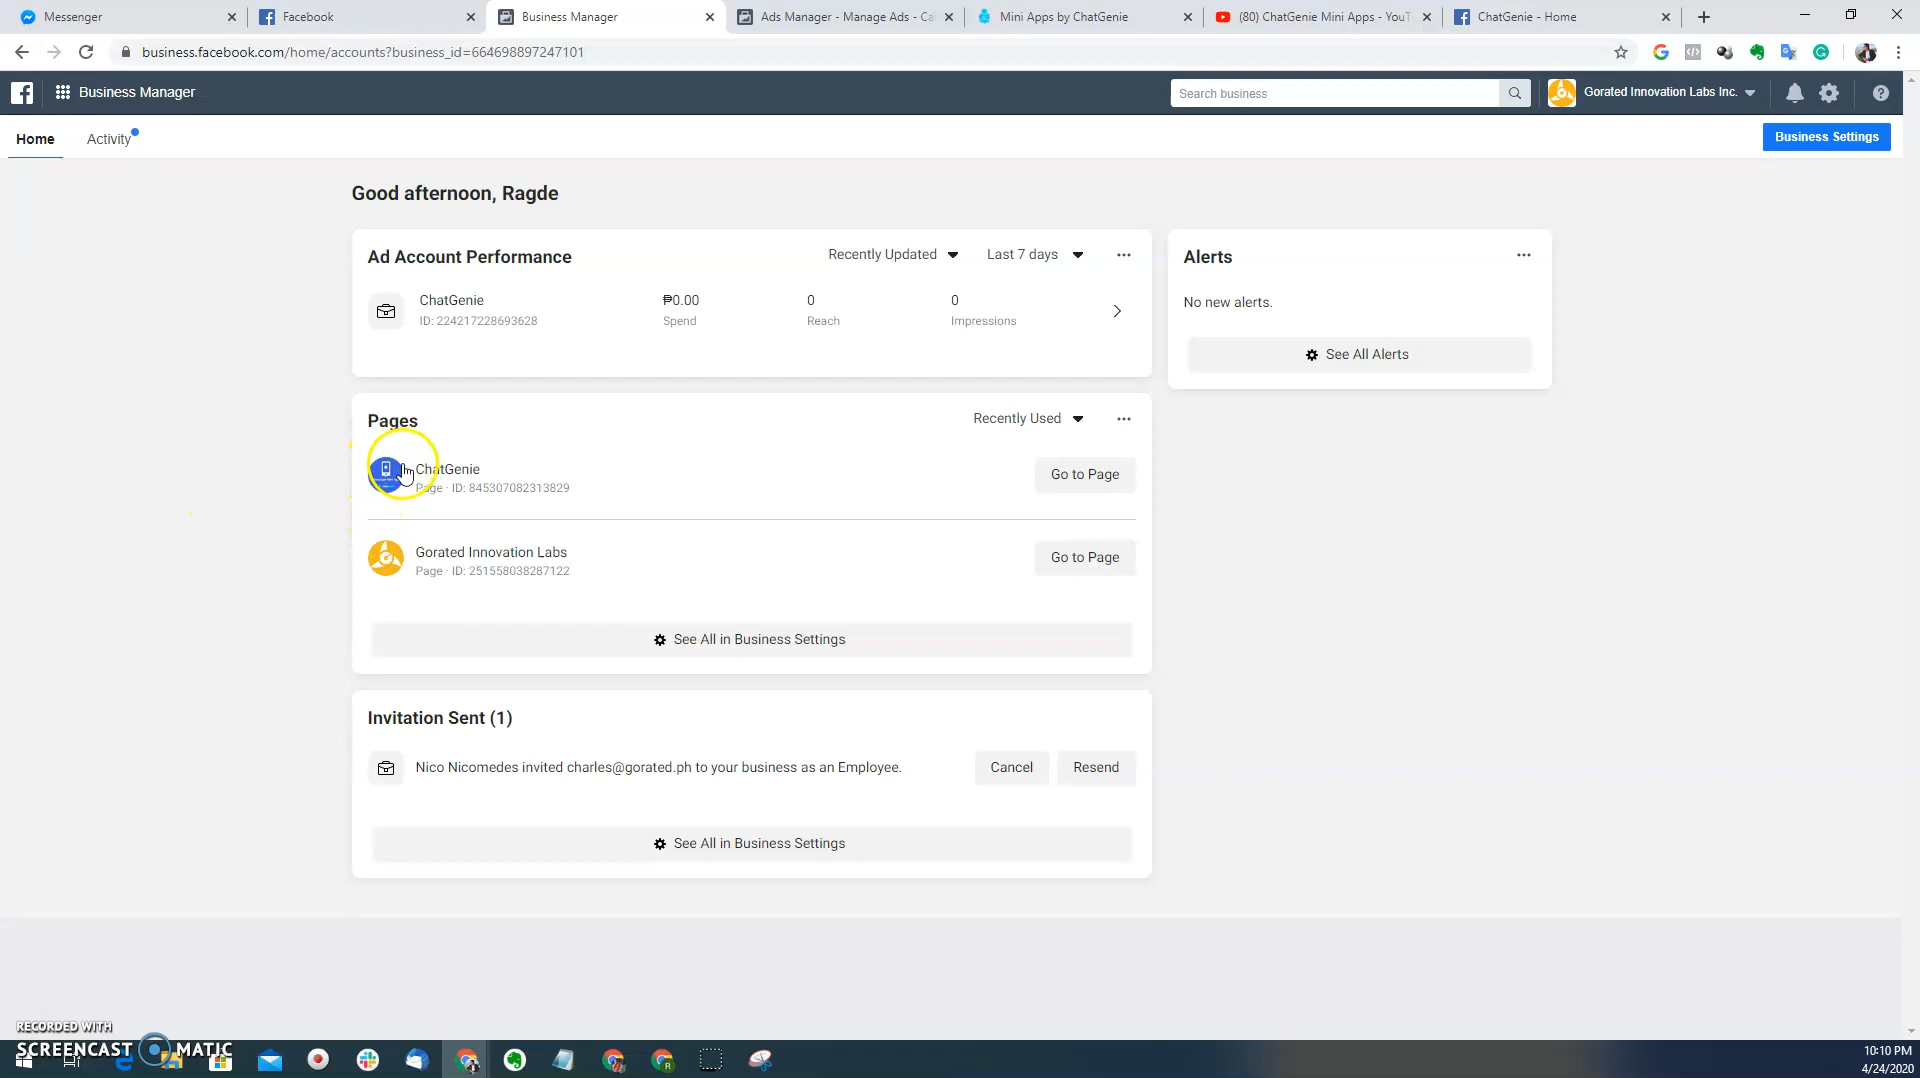 Messenger
Facebook
Business Manager
Ads Manager - Manage Ads - Ca
Mini Apps by ChatGenie
(80) ChatGenie Mini Apps - YouT
ChatGenie - Home
business.facebook.com/home/accounts?business_id=664698897247101
Business Manager
Search business
Gorated Innovation Labs Inc.
Home
Activity
Business Settings
Good afternoon, Ragde
Ad Account Performance
Recently Updated
Last 7 days
ChatGenie
₱0.00
0
0
ID: 224217228693628
Spend
Reach
Impressions
Alerts
No new alerts.
See All Alerts
Pages
Recently Used
ChatGenie
Page · ID: 845307082313829
Go to Page
Gorated Innovation Labs
Page · ID: 251558038287122
Go to Page
See All in Business Settings
Invitation Sent (1)
Nico Nicomedes invited charles@gorated.ph to your business as an Employee.
Cancel
Resend
See All in Business Settings
RECORDED WITH
SCREENCAST MATIC
10:10 PM
4/24/2020